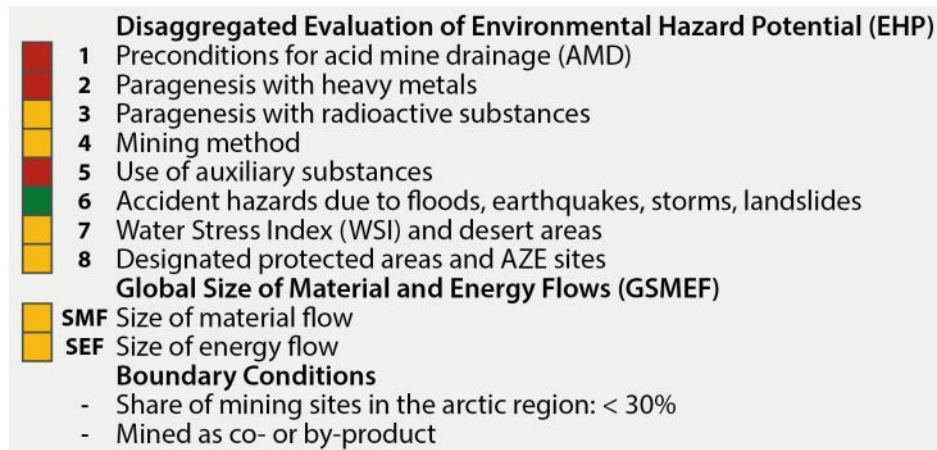 Disaggregated Evaluation of Environmental Hazard Potential (EHP)
1 Preconditions for acid mine drainage (AMD)
2 Paragenesis with heavy metals
3 Paragenesis with radioactive substances
4 Mining method
5 Use of auxiliary substances
6 Accident hazards due to floods, earthquakes, storms, landslides
7 Water Stress Index (WSI) and desert areas
8 Designated protected areas and AZE sites
Global Size of Material and Energy Flows (GSMEF)
SMF Size of material flow
SEF Size of energy flow
Boundary Conditions
- Share of mining sites in the arctic region: < 30%
- Mined as co- or by-product